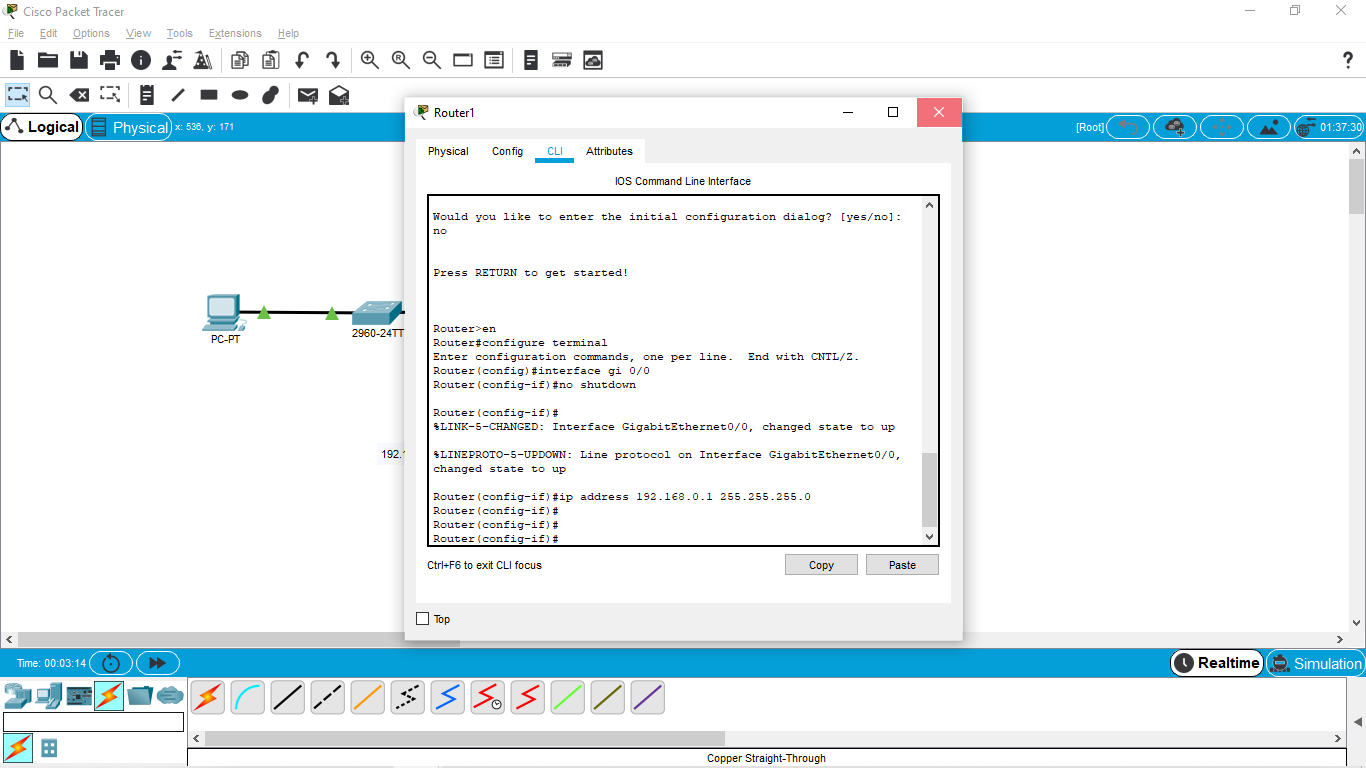 Cisco Packet Tracer
File Edit Options View Tools Extensions Help
Logical Physical x: 536, y: 171
[Root] 01:37:30
Router1
Physical Config CLI Attributes
IOS Command Line Interface
Would you like to enter the initial configuration dialog? [yes/no]:
no
Press RETURN to get started!
Router>en
Router#configure terminal
Enter configuration commands, one per line. End with CNTL/Z.
Router(config)#interface gi 0/0
Router(config-if)#no shutdown
Router(config-if)#
%LINK-5-CHANGED: Interface GigabitEthernet0/0, changed state to up
%LINEPROTO-5-UPDOWN: Line protocol on Interface GigabitEthernet0/0,
changed state to up
Router(config-if)#ip address 192.168.0.1 255.255.255.0
Router(config-if)#
Router(config-if)#
Router(config-if)#
Ctrl+F6 to exit CLI focus
Copy Paste
Top
PC-PT
2960-24TT
192.1
Time: 00:03:14
Realtime Simulation
Copper Straight-Through